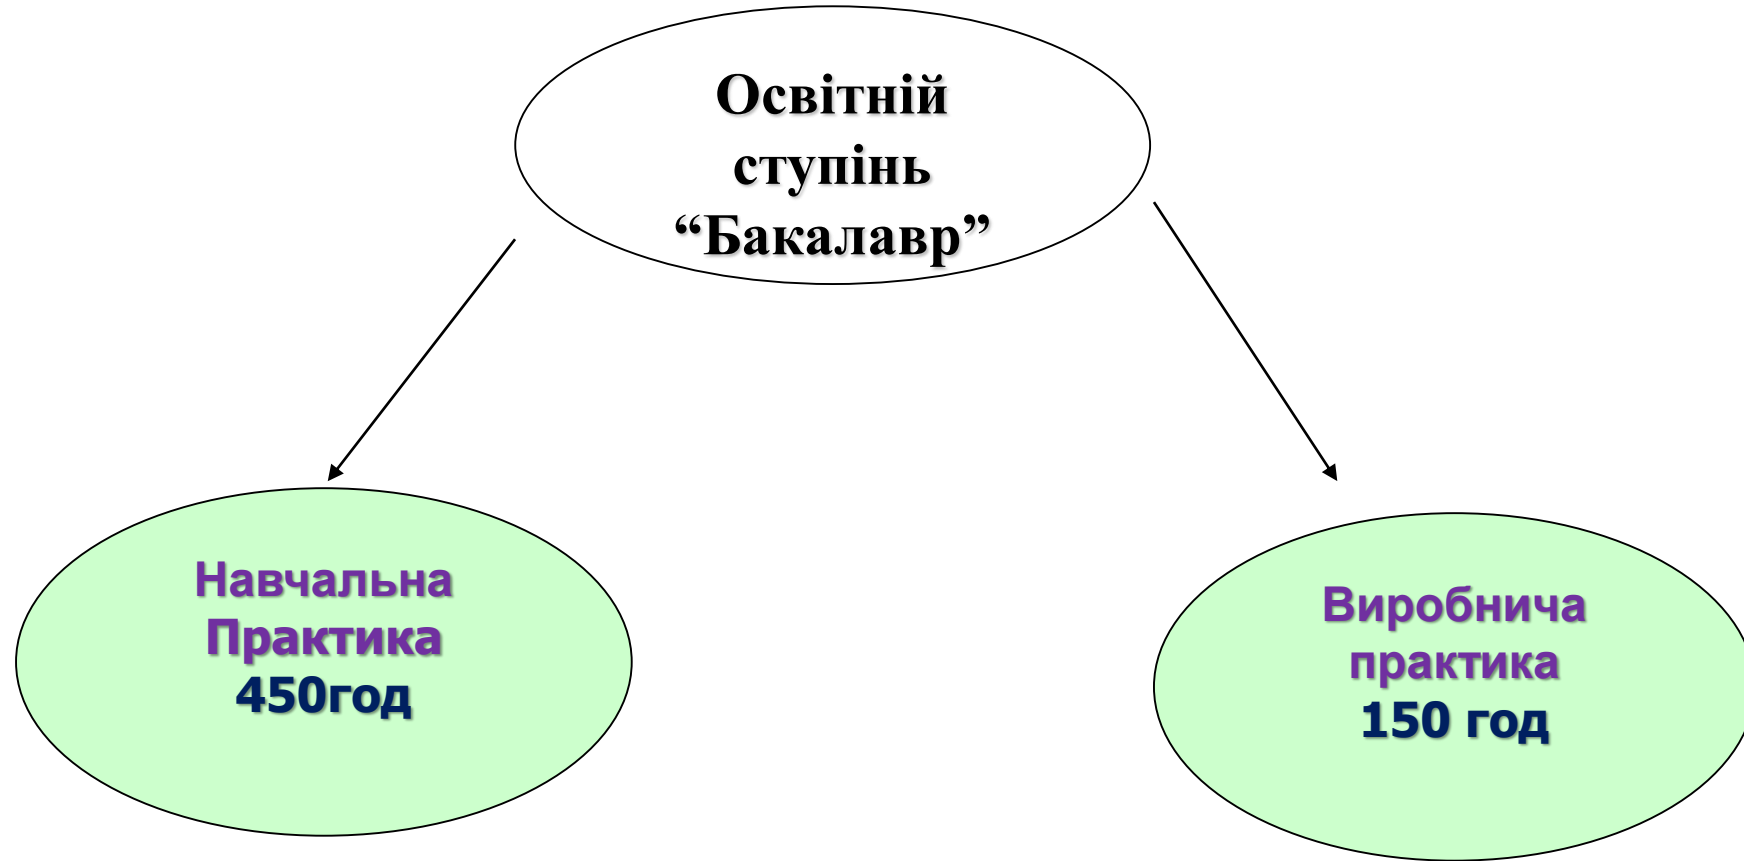 Освітній
ступінь
“Бакалавр”
Навчальна
Практика
450год
Виробнича
практика
150 год